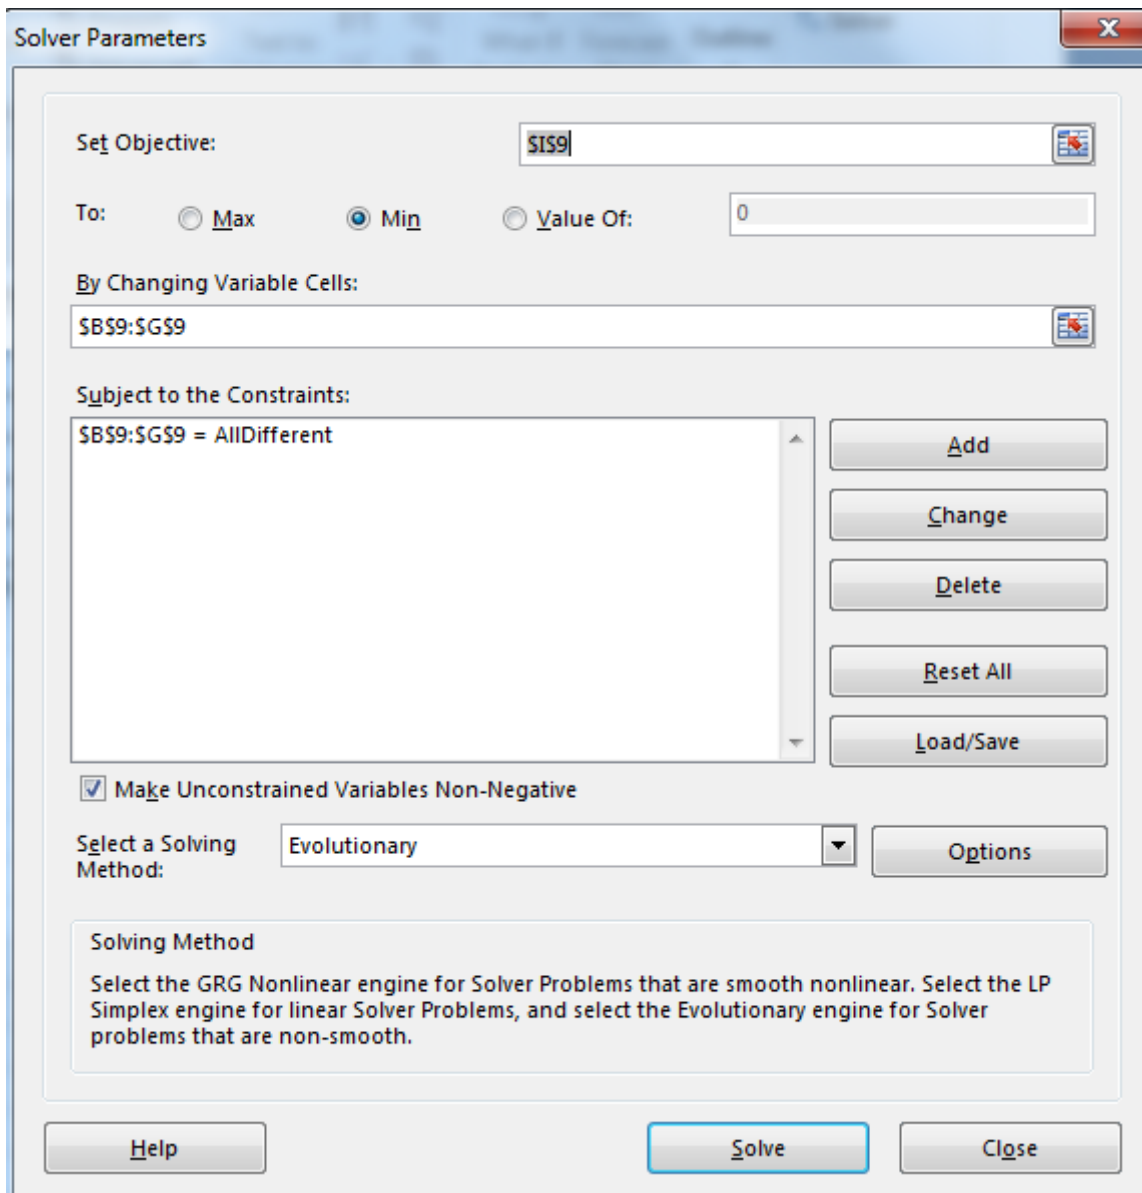 Solver Parameters
Set Objective:
$I$9
To:
Max
Min
Value Of:
0
By Changing Variable Cells:
$B$9:$G$9
Subject to the Constraints:
$B$9:$G$9 = AllDifferent
Add
Change
Delete
Reset All
Load/Save
Make Unconstrained Variables Non-Negative
Select a Solving
Method:
Evolutionary
Options
Solving Method
Select the GRG Nonlinear engine for Solver Problems that are smooth nonlinear. Select the LP
Simplex engine for linear Solver Problems, and select the Evolutionary engine for Solver
problems that are non-smooth.
Help
Solve
Close